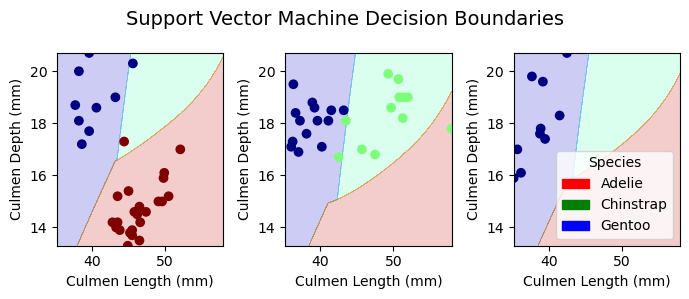 Support Vector Machine Decision Boundaries
20
18
16
14
40
50
Culmen Depth (mm)
Culmen Length (mm)
20
18
16
14
40
50
Culmen Depth (mm)
Culmen Length (mm)
20
18
16
14
40
50
Culmen Depth (mm)
Culmen Length (mm)
Species
Adelie
Chinstrap
Gentoo